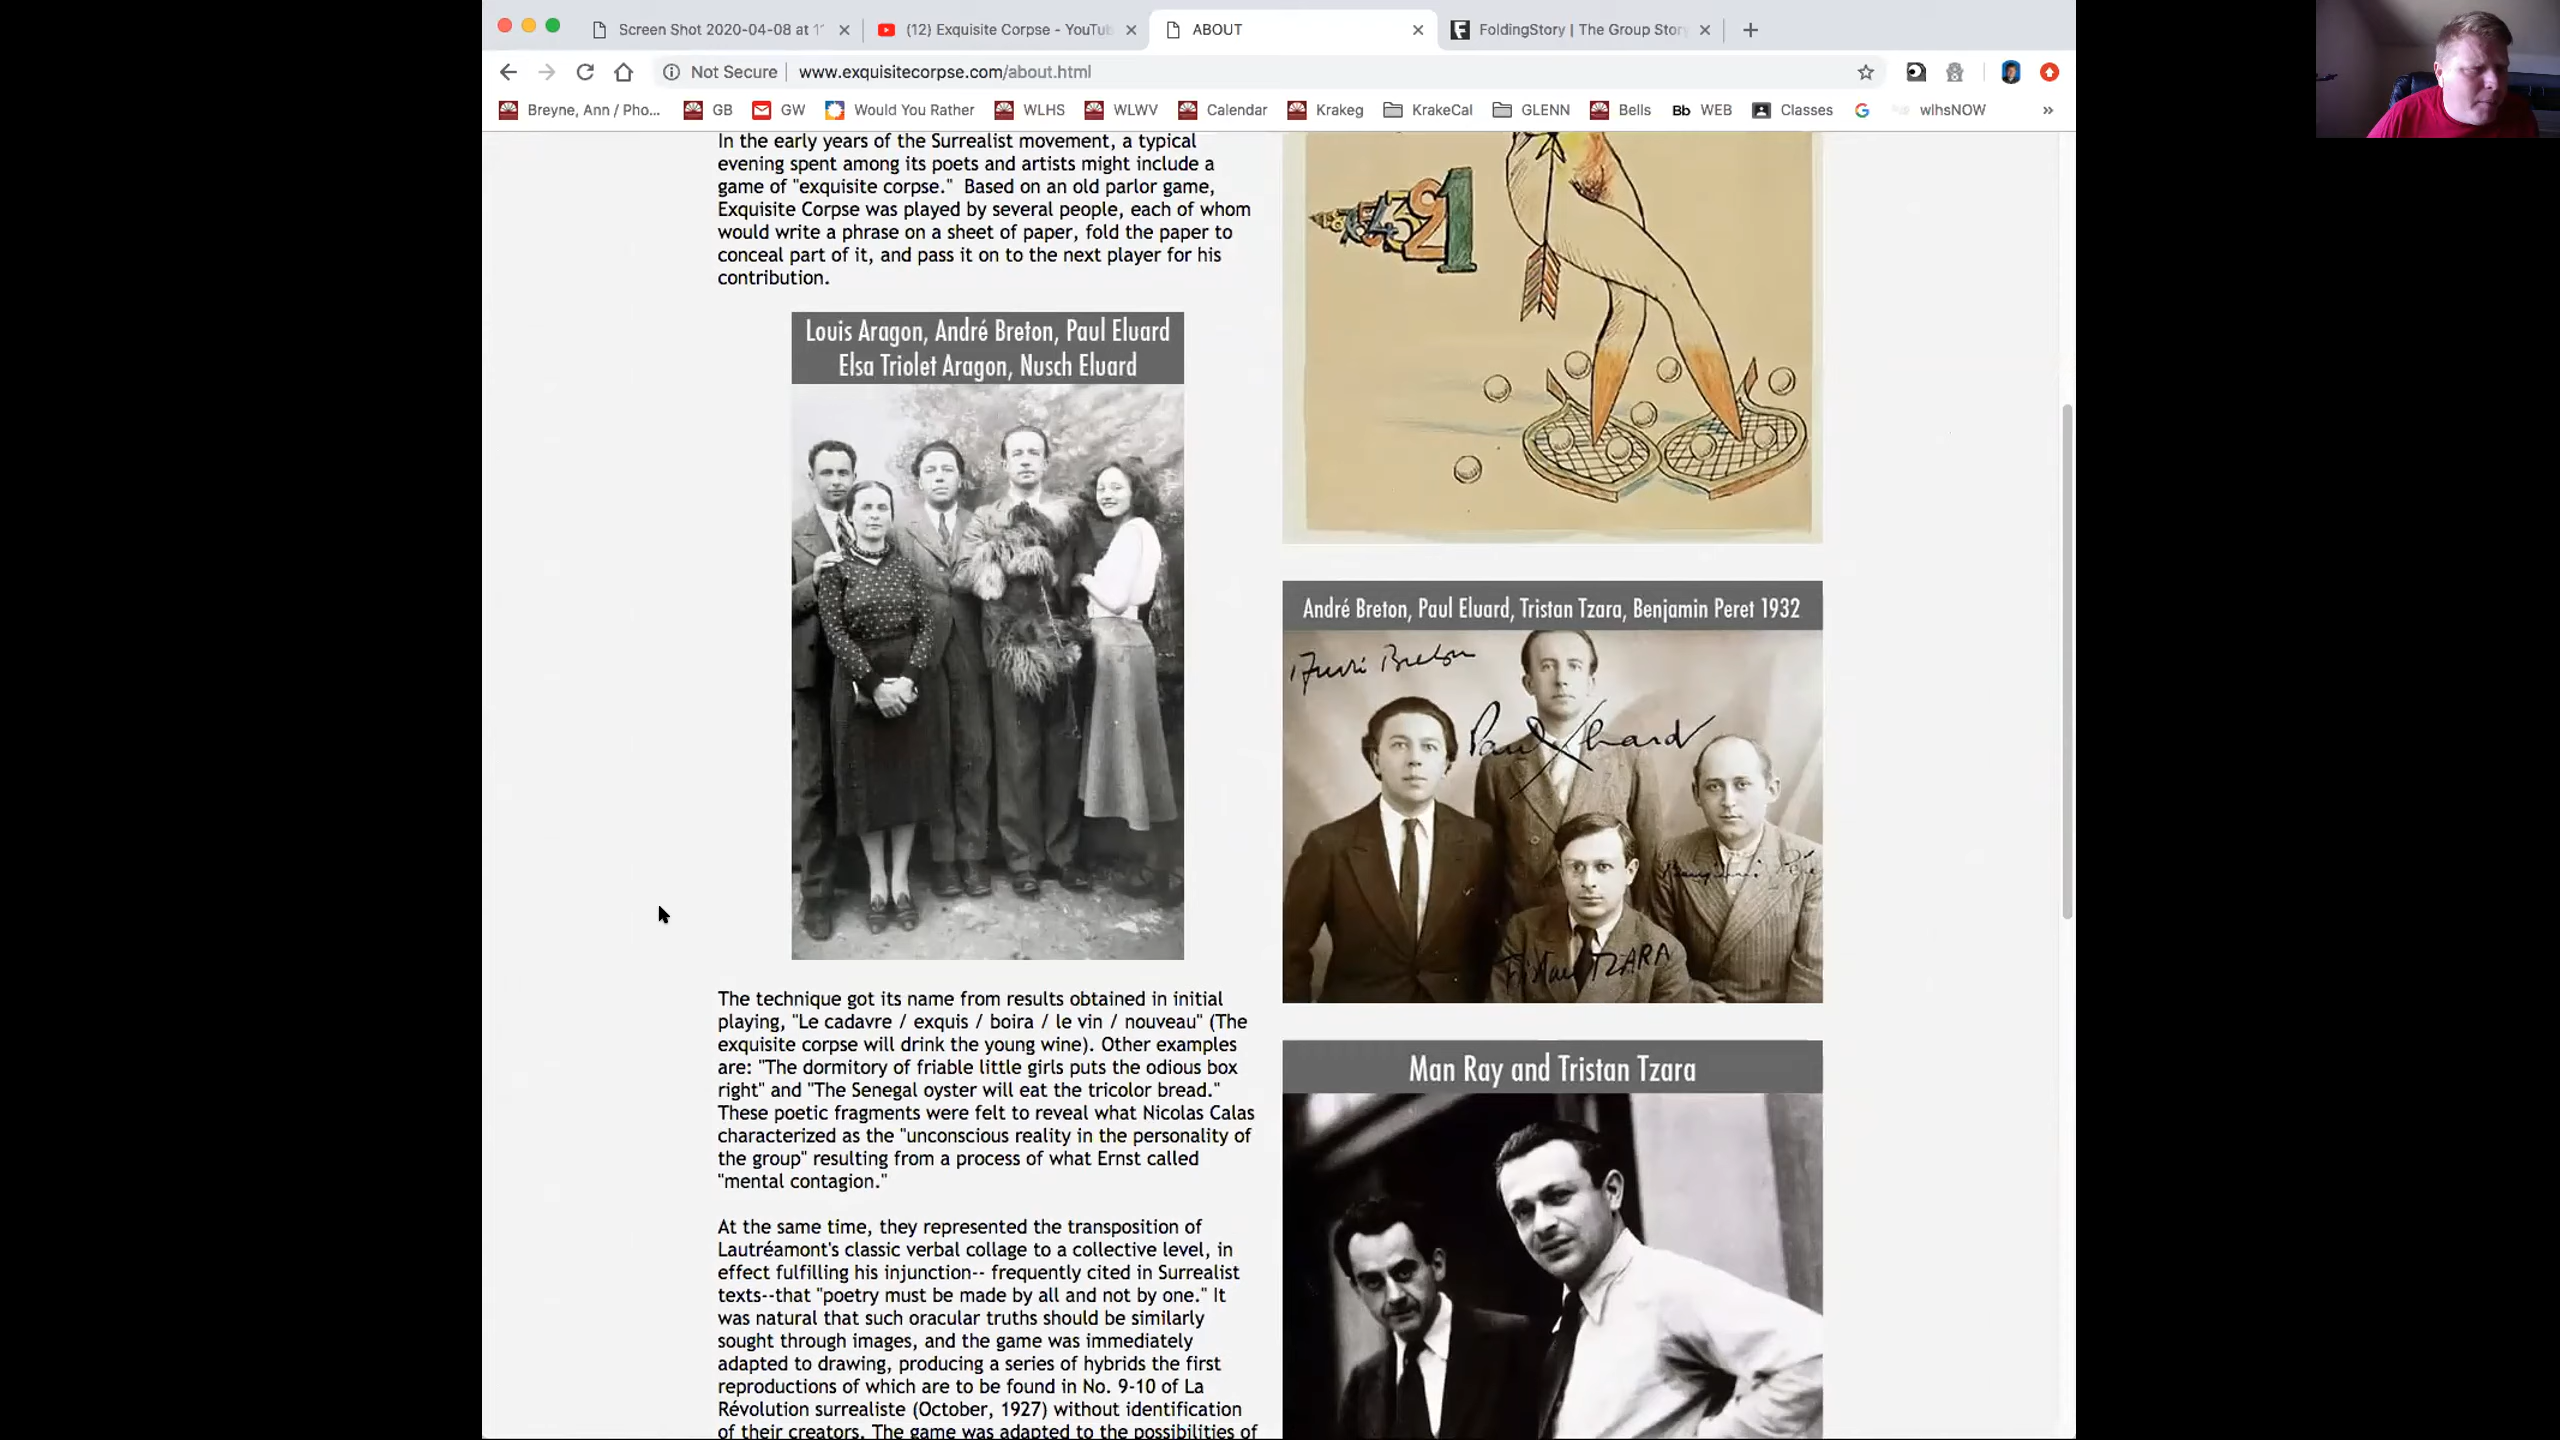 Screen Shot 2020-04-08 at 1
(12) Exquisite Corpse - YouTub
ABOUT
FoldingStory | The Group Story
Not Secure
www.exquisitecorpse.com/about.html
Breyne, Ann / Pho...
GB
GW
Would You Rather
WLHS
WLWV
Calendar
Krakeg
KrakeCal
GLENN
Bells
Bb WEB
Classes
wlhsNOW
»
In the early years of the Surrealist movement, a typical
evening spent among its poets and artists might include a
game of "exquisite corpse." Based on an old parlor game,
Exquisite Corpse was played by several people, each of whom
would write a phrase on a sheet of paper, fold the paper to
conceal part of it, and pass it on to the next player for his
contribution.
Louis Aragon, André Breton, Paul Eluard
Elsa Triolet Aragon, Nusch Eluard
The technique got its name from results obtained in initial
playing, "Le cadavre / exquis / boira / le vin / nouveau" (The
exquisite corpse will drink the young wine). Other examples
are: "The dormitory of friable little girls puts the odious box
right" and "The Senegal oyster will eat the tricolor bread."
These poetic fragments were felt to reveal what Nicolas Calas
characterized as the "unconscious reality in the personality of
the group" resulting from a process of what Ernst called
"mental contagion."
At the same time, they represented the transposition of
Lautréamont's classic verbal collage to a collective level, in
effect fulfilling his injunction-- frequently cited in Surrealist
texts--that "poetry must be made by all and not by one." It
was natural that such oracular truths should be similarly
sought through images, and the game was immediately
adapted to drawing, producing a series of hybrids the first
reproductions of which are to be found in No. 9-10 of La
Révolution surrealiste (October, 1927) without identification
of their creators. The game was adapted to the possibilities of
1
André Breton, Paul Eluard, Tristan Tzara, Benjamin Peret 1932
Breton
Paul Eluard
TZARA
Man Ray and Tristan Tzara